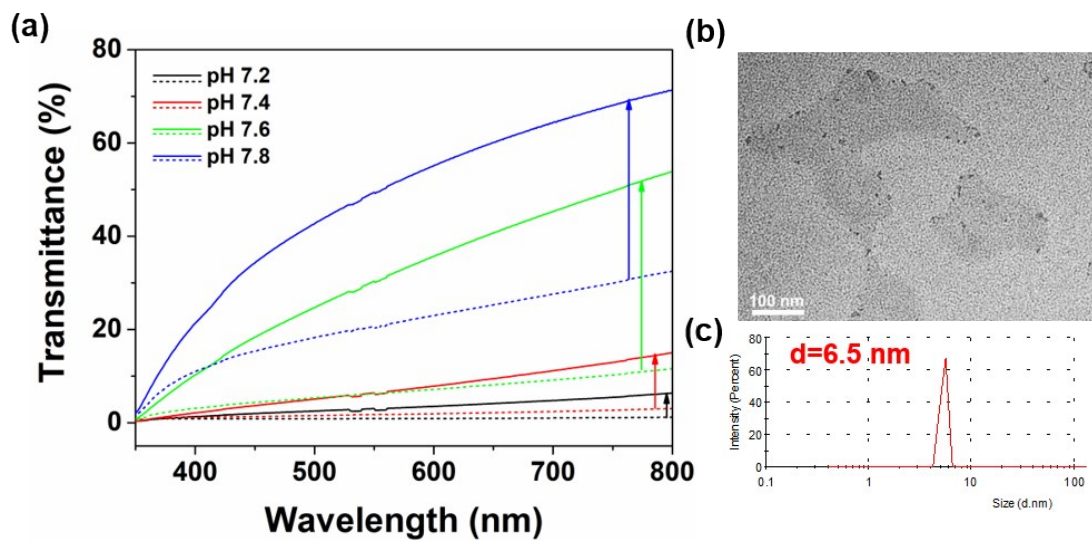 (a)
80
60
40
20
0
Transmittance (%)
pH 7.2
pH 7.4
pH 7.6
pH 7.8
400
500
600
700
800
Wavelength (nm)
(b)
100 nm
(c)
d=6.5 nm
80
60
40
20
0
Intensity (Percent)
0.1
1
10
100
Size (d.nm)